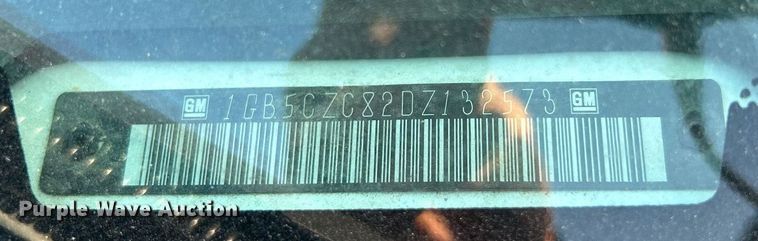 GM 1GB5CZC82DZ132573 GM
Purple Wave Auction